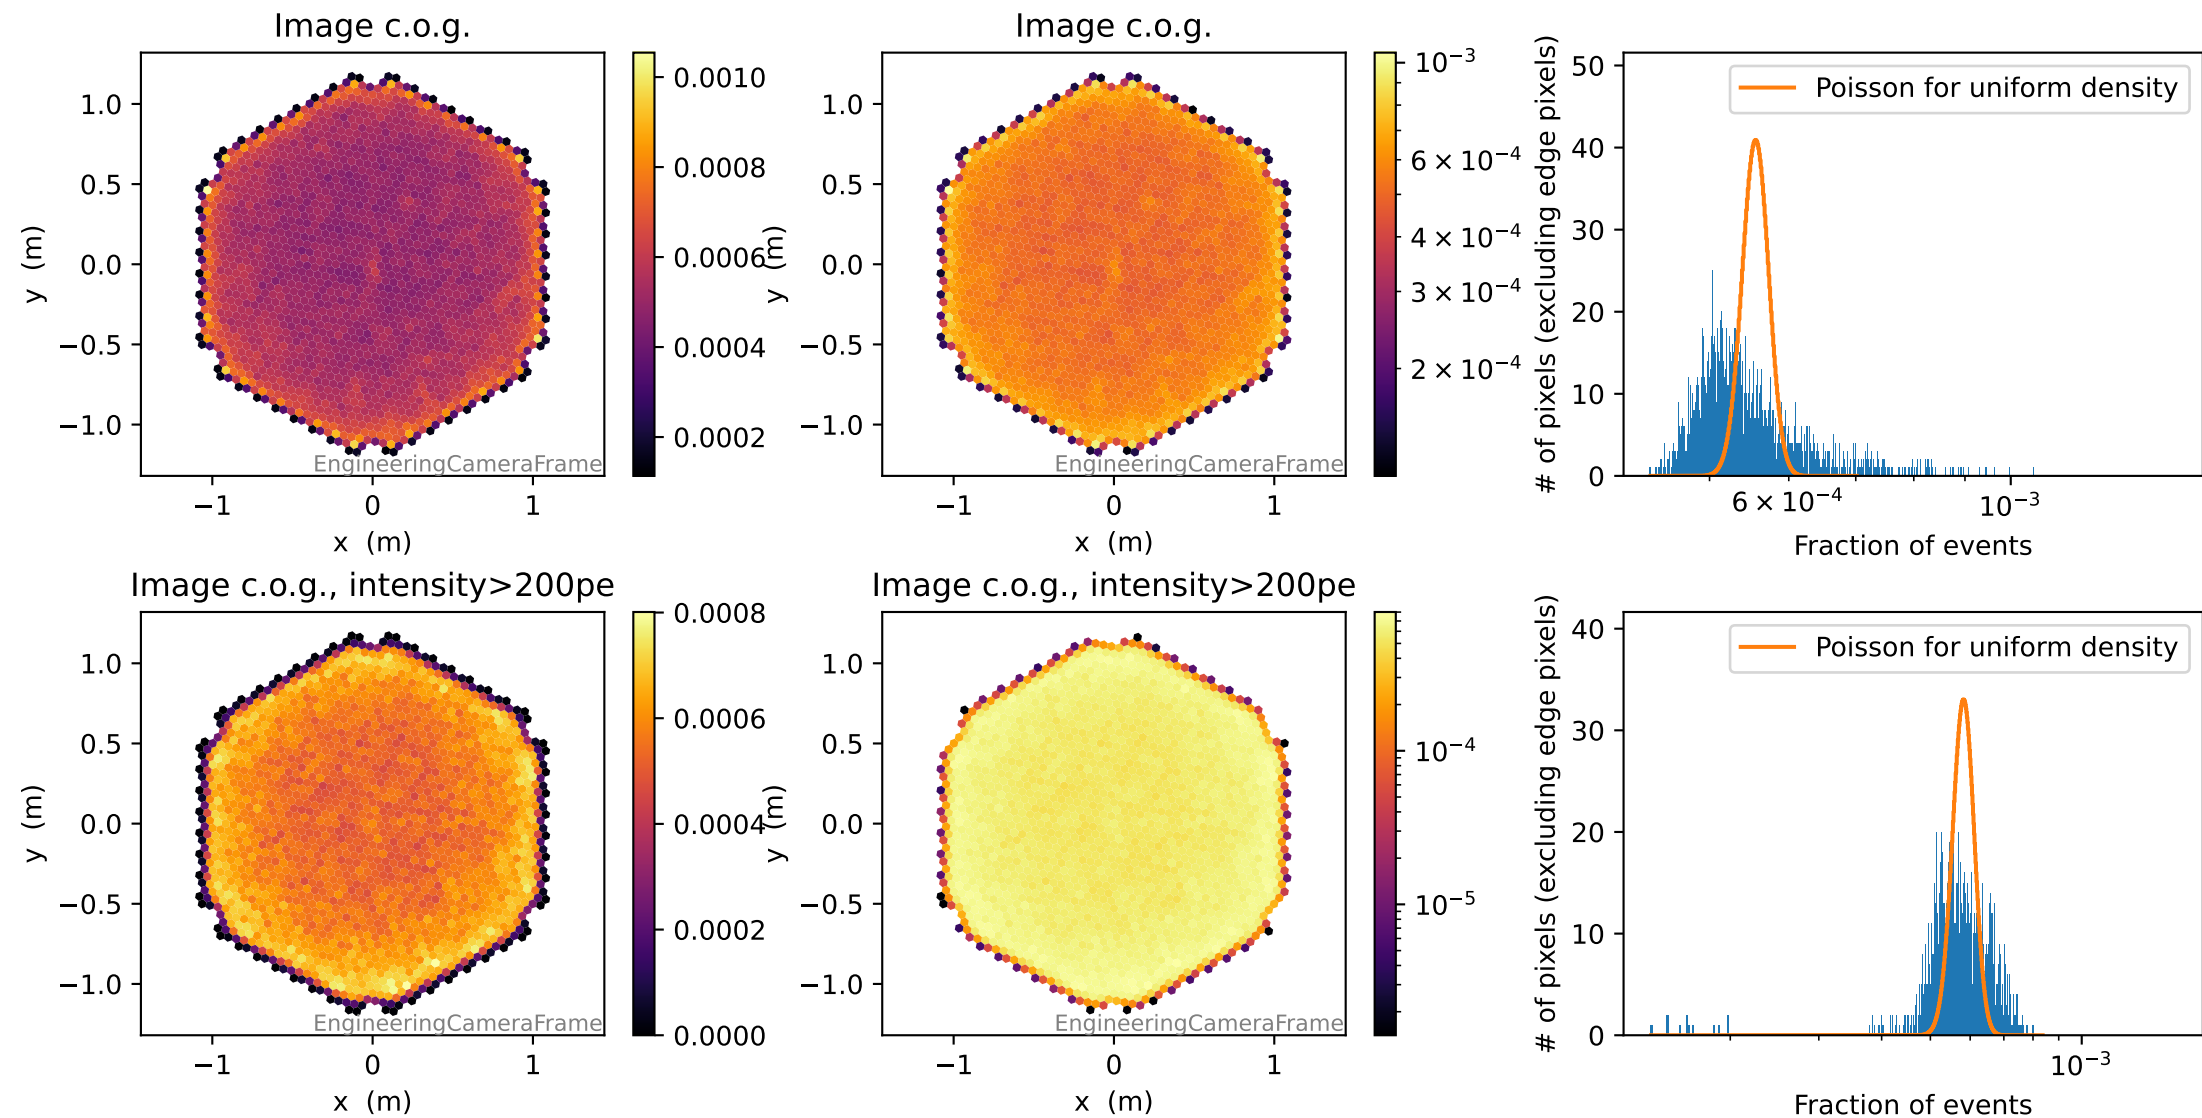 Image c.o.g.
1.0
0.5
0.0
−0.5
−1.0
y (m)
−1
0
1
x (m)
EngineeringCameraFrame
0.0010
0.0008
0.0006
0.0004
0.0002
Image c.o.g.
1.0
0.5
0.0
−0.5
−1.0
y (m)
−1
0
1
x (m)
EngineeringCameraFrame
10⁻³
6 × 10⁻⁴
4 × 10⁻⁴
3 × 10⁻⁴
2 × 10⁻⁴
# of pixels (excluding edge pixels)
50
40
30
20
10
0
Poisson for uniform density
6 × 10⁻⁴
10⁻³
Fraction of events
Image c.o.g., intensity>200pe
1.0
0.5
0.0
−0.5
−1.0
y (m)
−1
0
1
x (m)
EngineeringCameraFrame
0.0008
0.0006
0.0004
0.0002
0.0000
Image c.o.g., intensity>200pe
1.0
0.5
0.0
−0.5
−1.0
y (m)
−1
0
1
x (m)
EngineeringCameraFrame
10⁻⁴
10⁻⁵
# of pixels (excluding edge pixels)
40
30
20
10
0
Poisson for uniform density
10⁻³
Fraction of events